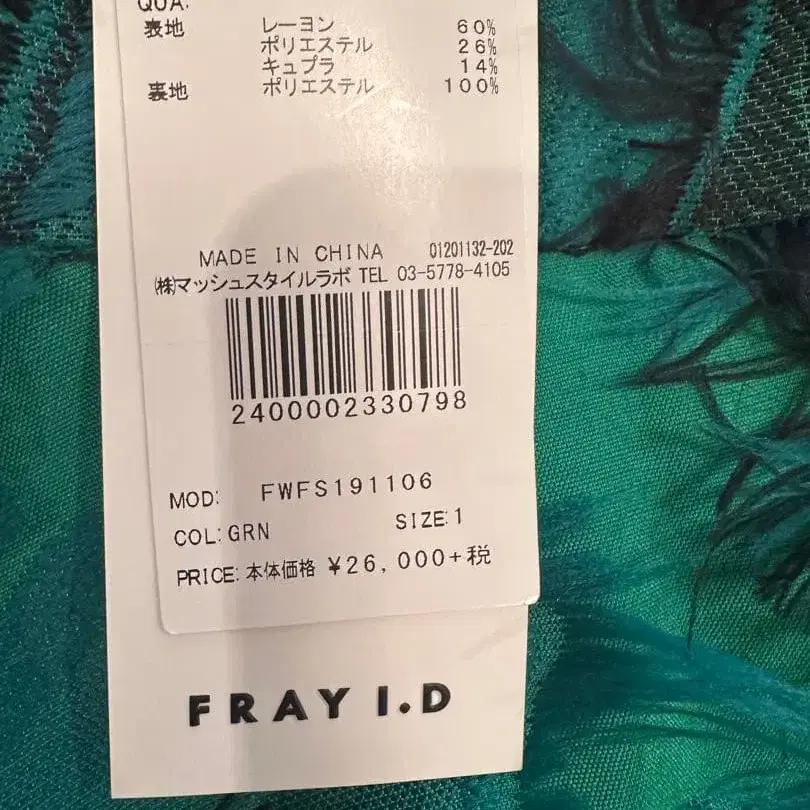 QUA:
表地 レーヨン 60%
ポリエステル 26%
キュプラ 14%
裏地 ポリエステル 100%
MADE IN CHINA 01201132-202
㈱マッシュスタイルラボ TEL 03-5778-4105
2400002330798
MOD: FWFS191106
COL:GRN SIZE:1
PRICE:本体価格 ¥26,000+税
FRAY I.D